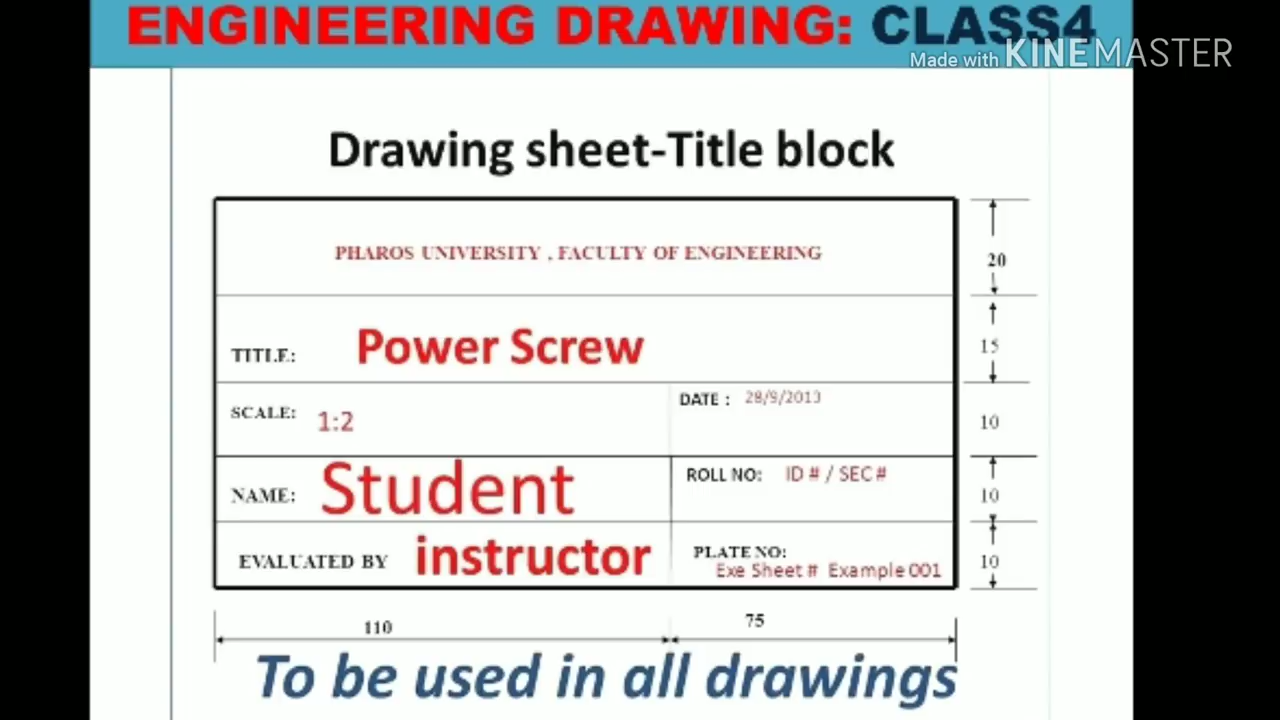 ENGINEERING DRAWING: CLASS4
Made with KINEMASTER
Drawing sheet-Title block
PHAROS UNIVERSITY , FACULTY OF ENGINEERING
20
TITLE: Power Screw
15
SCALE: 1:2
DATE : 28/9/2013
10
NAME: Student
ROLL NO: ID # / SEC #
10
EVALUATED BY instructor
PLATE NO:
Exe Sheet # Example 001
10
110
75
To be used in all drawings